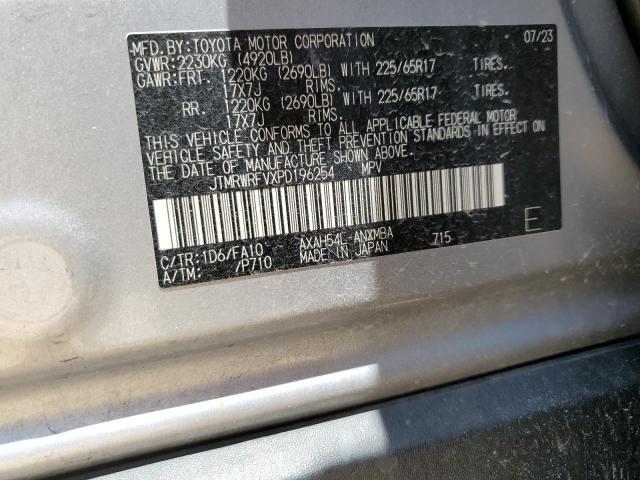 MFD. BY: TOYOTA MOTOR CORPORATION 07/23
GVWR: 2230KG (4920LB)
GAWR: FRT. 1220KG (2690LB) WITH 225/65R17 TIRES.
17X7J RIMS.
RR. 1220KG (2690LB) WITH 225/65R17 TIRES.
17X7J RIMS.
THIS VEHICLE CONFORMS TO ALL APPLICABLE FEDERAL MOTOR
VEHICLE SAFETY AND THEFT PREVENTION STANDARDS IN EFFECT ON
THE DATE OF MANUFACTURE SHOWN ABOVE.
JTMRWRFVXPD196254 MPV
C/TR: 1D6/FA10 AXAH54L-ANXMBA 715 E
A/TM: /P710 MADE IN JAPAN